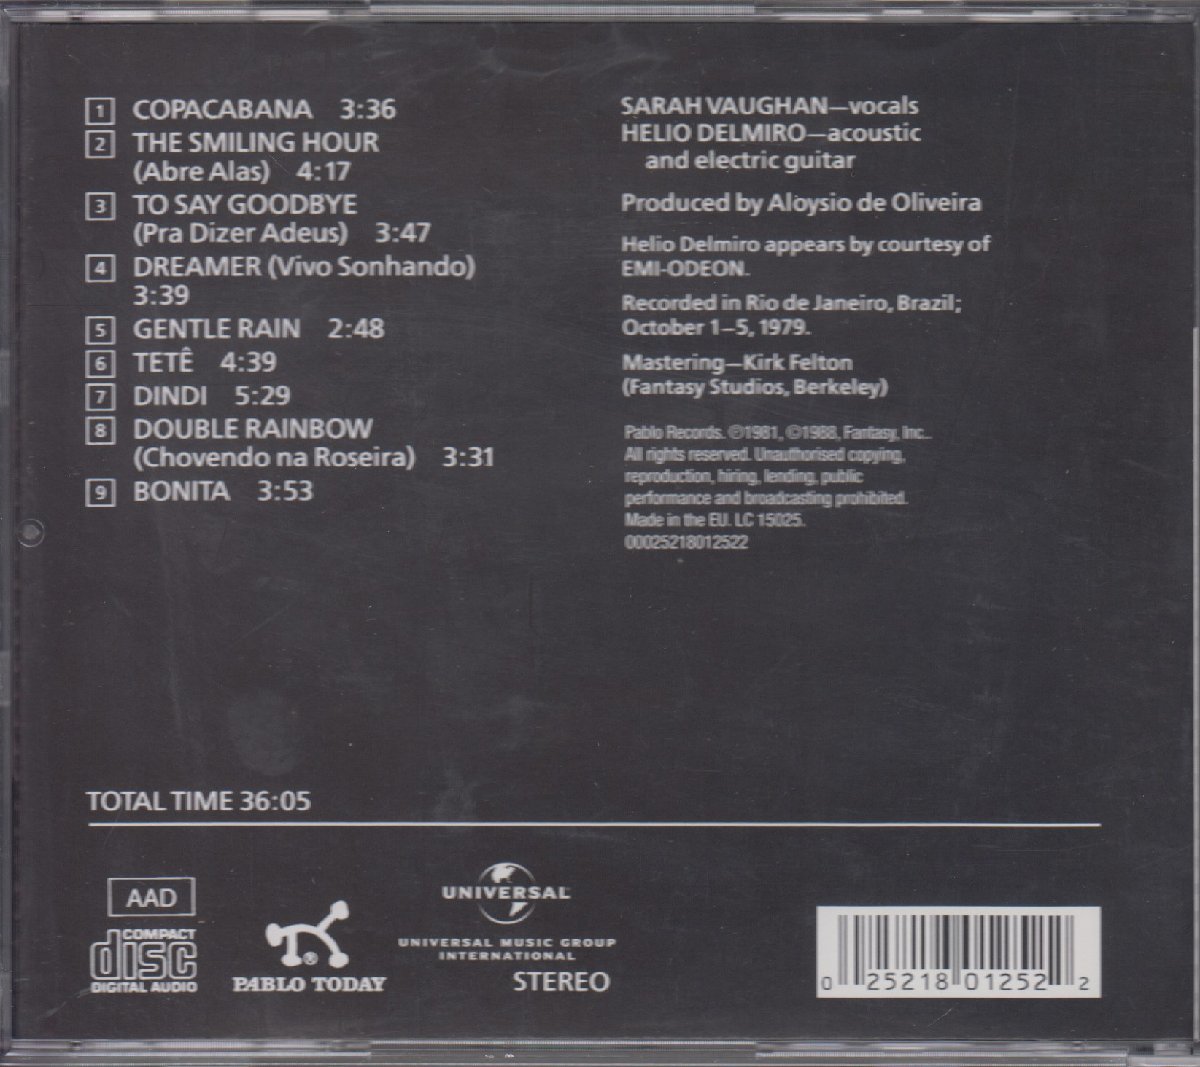 1 COPACABANA 3:36
2 THE SMILING HOUR
(Abre Alas) 4:17
3 TO SAY GOODBYE
(Pra Dizer Adeus) 3:47
4 DREAMER (Vivo Sonhando)
3:39
5 GENTLE RAIN 2:48
6 TETÊ 4:39
7 DINDI 5:29
8 DOUBLE RAINBOW
(Chovendo na Roseira) 3:31
9 BONITA 3:53
SARAH VAUGHAN—vocals
HELIO DELMIRO—acoustic
and electric guitar
Produced by Aloysio de Oliveira
Helio Delmiro appears by courtesy of
EMI-ODEON.
Recorded in Rio de Janeiro, Brazil;
October 1–5, 1979.
Mastering—Kirk Felton
(Fantasy Studios, Berkeley)
Pablo Records. ℗1981, ©1988, Fantasy, Inc..
All rights reserved. Unauthorised copying,
reproduction, hiring, lending, public
performance and broadcasting prohibited.
Made in the EU. LC 15025.
00025218012522
TOTAL TIME 36:05
AAD
COMPACT
disc
DIGITAL AUDIO
®
PABLO TODAY
UNIVERSAL
UNIVERSAL MUSIC GROUP
INTERNATIONAL
STEREO
0 25218 01252 2